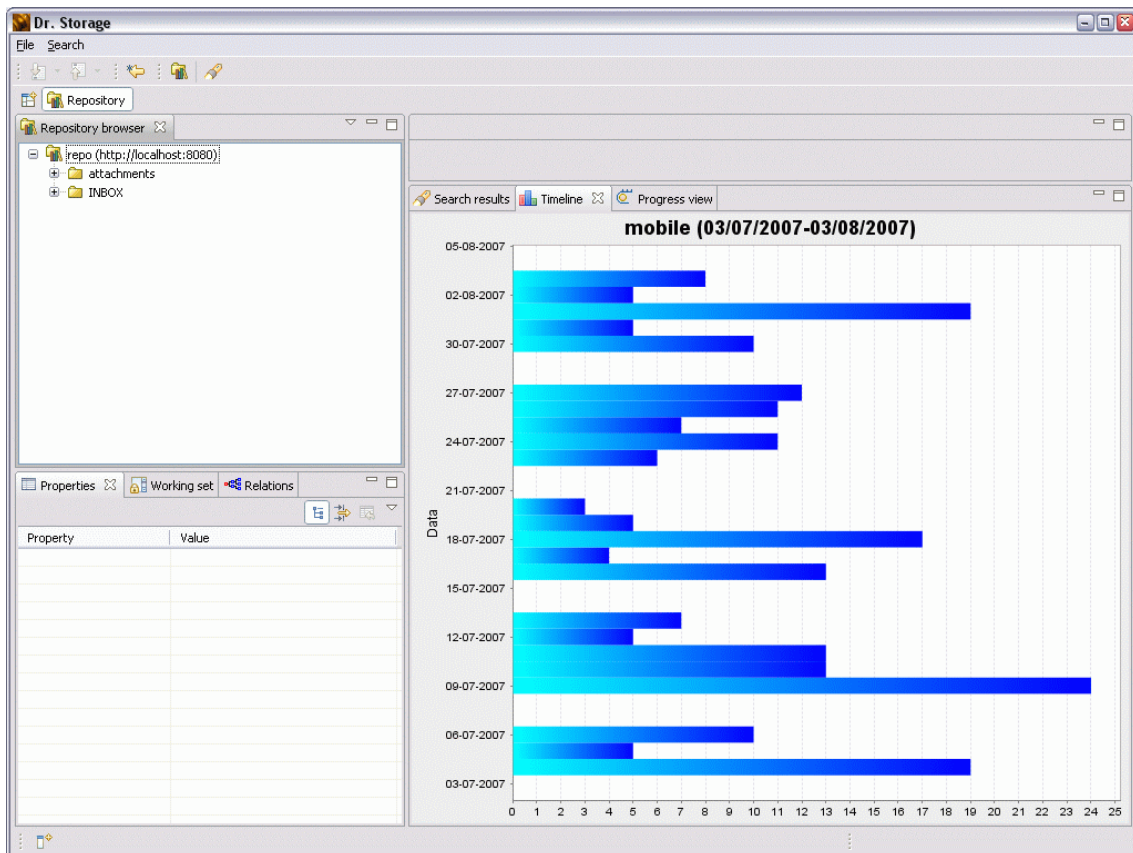 Dr. Storage
File Search
Repository
Repository browser
repo (http://localhost:8080)
attachments
INBOX
Properties Working set Relations
Property Value
Search results Timeline Progress view
mobile (03/07/2007-03/08/2007)
Data
05-08-2007
02-08-2007
30-07-2007
27-07-2007
24-07-2007
21-07-2007
18-07-2007
15-07-2007
12-07-2007
09-07-2007
06-07-2007
03-07-2007
0 1 2 3 4 5 6 7 8 9 10 11 12 13 14 15 16 17 18 19 20 21 22 23 24 25